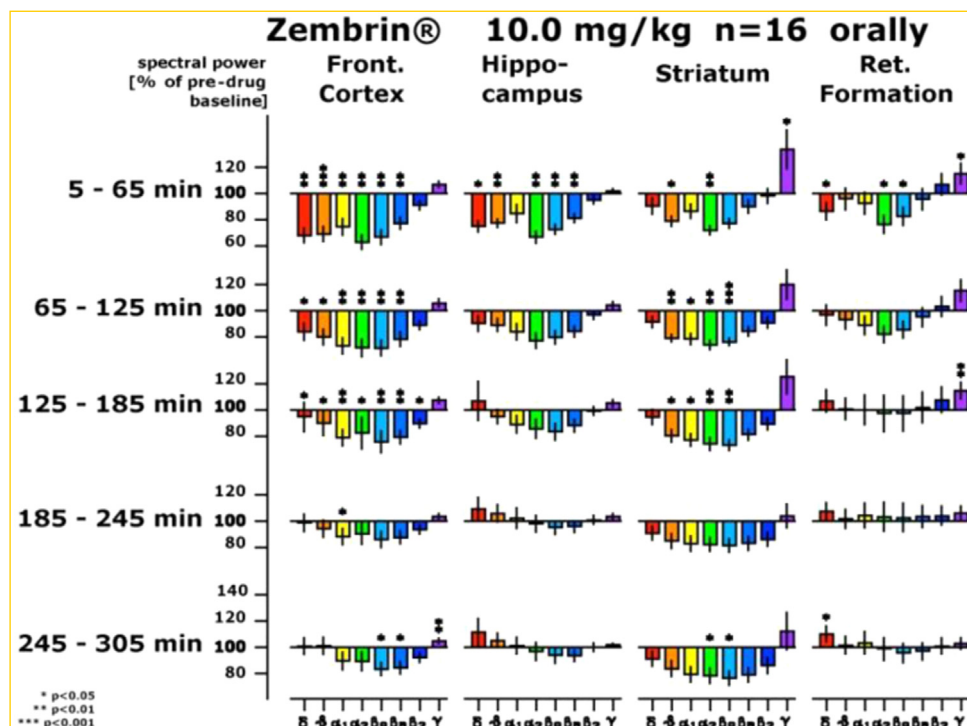 Zembrin® 10.0 mg/kg n=16 orally
spectral power
[% of pre-drug
baseline]
Front.
Cortex
Hippo-
campus
Striatum
Ret.
Formation
5 - 65 min
120
100
80
60
65 - 125 min
120
100
80
125 - 185 min
120
100
80
185 - 245 min
120
100
80
245 - 305 min
140
120
100
80
* p<0.05
** p<0.01
*** p<0.001